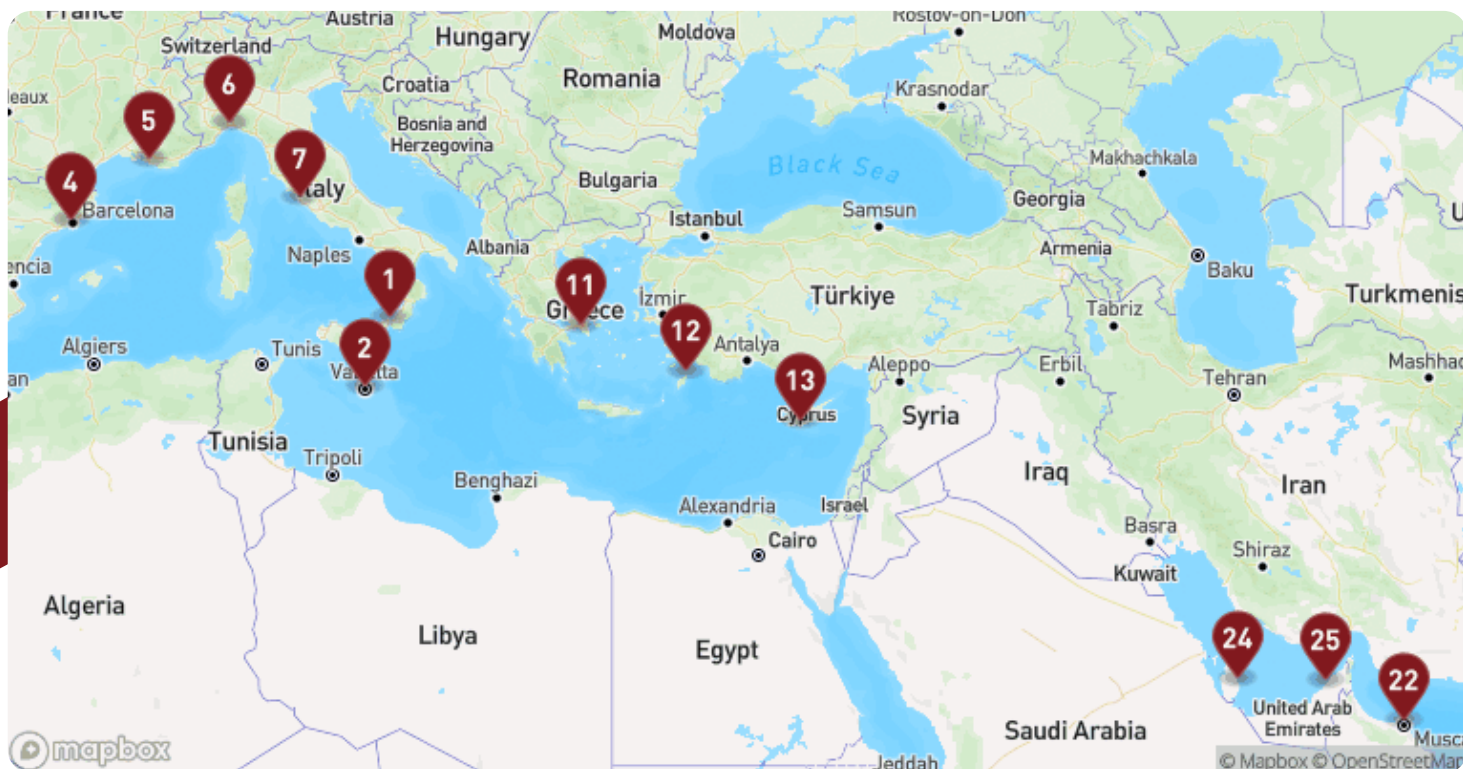 France
Austria
Rostov-on-Don
Switzerland
Hungary
Moldova
6
Romania
Croatia
Krasnodar
5
Bosnia and
Herzegovina
Black Sea
Makhachkala
7
4
Italy
Bulgaria
Georgia
Barcelona
Istanbul
Samsun
Naples
Albania
Armenia
Baku
1
11
İzmir
Türkiye
Greece
Turkmenis
Tabriz
12
Algiers
Tunis
2
Antalya
Aleppo
Erbil
Mashhad
Valletta
13
Tehran
Cyprus
Syria
Tunisia
Tripoli
Iraq
Benghazi
Iran
Alexandria
Israel
Basra
Cairo
Shiraz
Kuwait
Algeria
Libya
Egypt
24
25
22
United Arab
Emirates
Saudi Arabia
Musca
mapbox
Jeddah
© Mapbox © OpenStreetMap